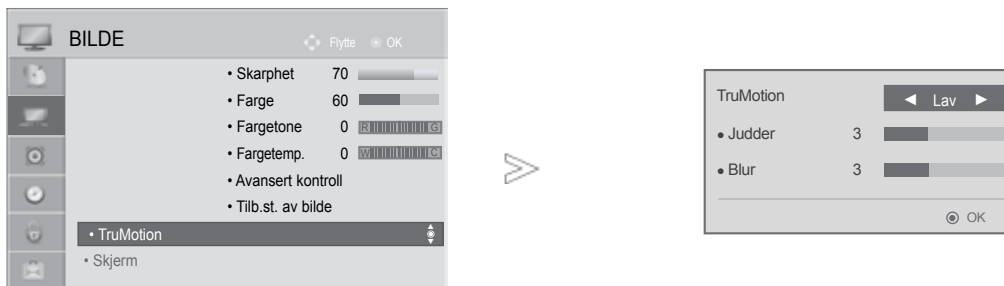 BILDE
Flytte OK
• Skarphet 70
• Farge 60
• Fargetone 0 R G
• Fargetemp. 0 W C
• Avansert kontroll
• Tilb.st. av bilde
• TruMotion
• Skjerm
TruMotion ◄ Lav ►
• Judder 3
• Blur 3
OK